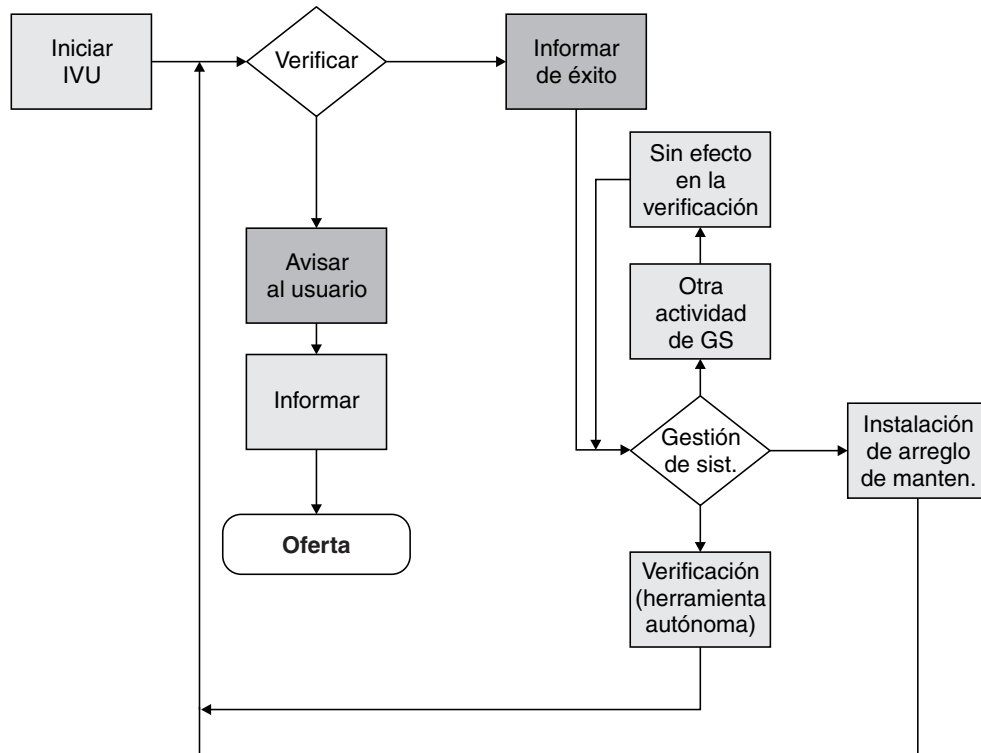 Iniciar
IVU
Verificar
Informar
de éxito
Sin efecto
en la
verificación
Avisar
al usuario
Otra
actividad
de GS
Informar
Gestión
de sist.
Instalación
de arreglo
de manten.
Oferta
Verificación
(herramienta
autónoma)